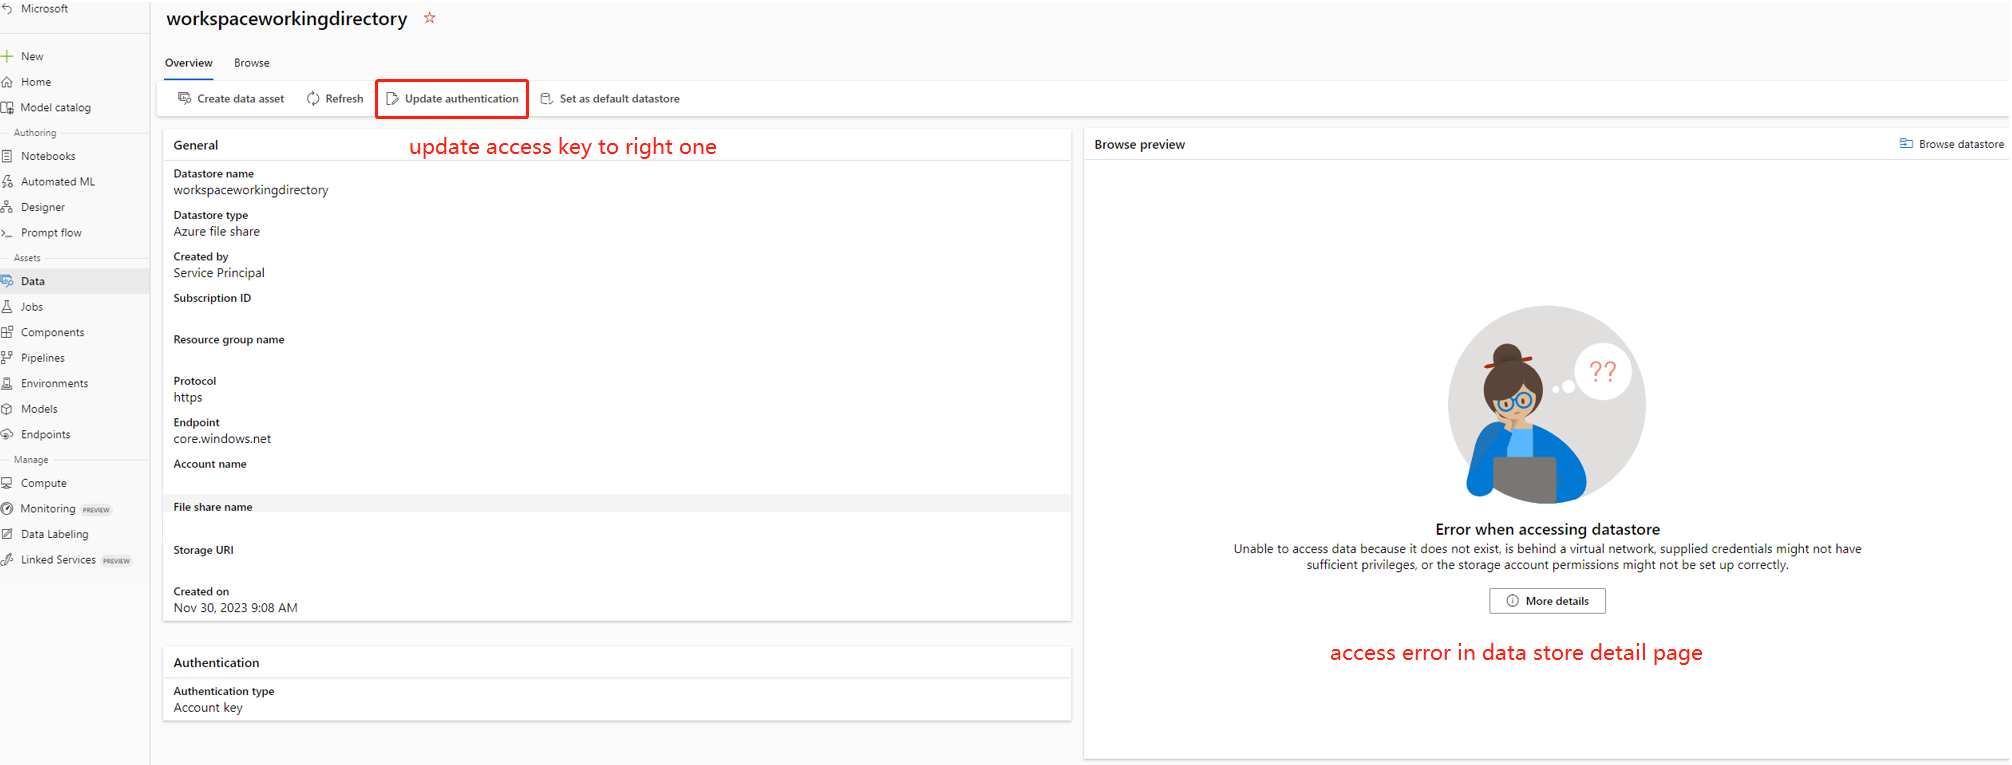 Microsoft
New
Home
Model catalog
Authoring
Notebooks
Automated ML
Designer
Prompt flow
Assets
Data
Jobs
Components
Pipelines
Environments
Models
Endpoints
Manage
Compute
Monitoring PREVIEW
Data Labeling
Linked Services PREVIEW
workspaceworkingdirectory
Overview Browse
Create data asset Refresh Update authentication Set as default datastore
update access key to right one
General
Datastore name
workspaceworkingdirectory
Datastore type
Azure file share
Created by
Service Principal
Subscription ID
Resource group name
Protocol
https
Endpoint
core.windows.net
Account name
File share name
Storage URI
Created on
Nov 30, 2023 9:08 AM
Authentication
Authentication type
Account key
Browse preview Browse datastore
??
Error when accessing datastore
Unable to access data because it does not exist, is behind a virtual network, supplied credentials might not have
sufficient privileges, or the storage account permissions might not be set up correctly.
More details
access error in data store detail page